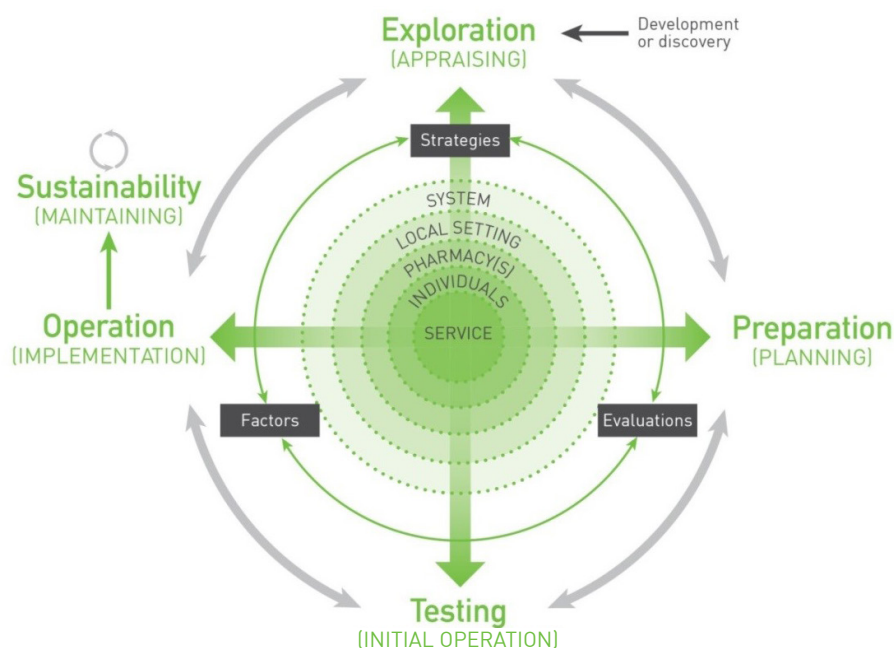 Exploration
(APPRAISING)
Development
or discovery
Strategies
Sustainability
(MAINTAINING)
SYSTEM
LOCAL SETTING
PHARMACY(S)
INDIVIDUALS
SERVICE
Operation
(IMPLEMENTATION)
Preparation
(PLANNING)
Factors
Evaluations
Testing
(INITIAL OPERATION)